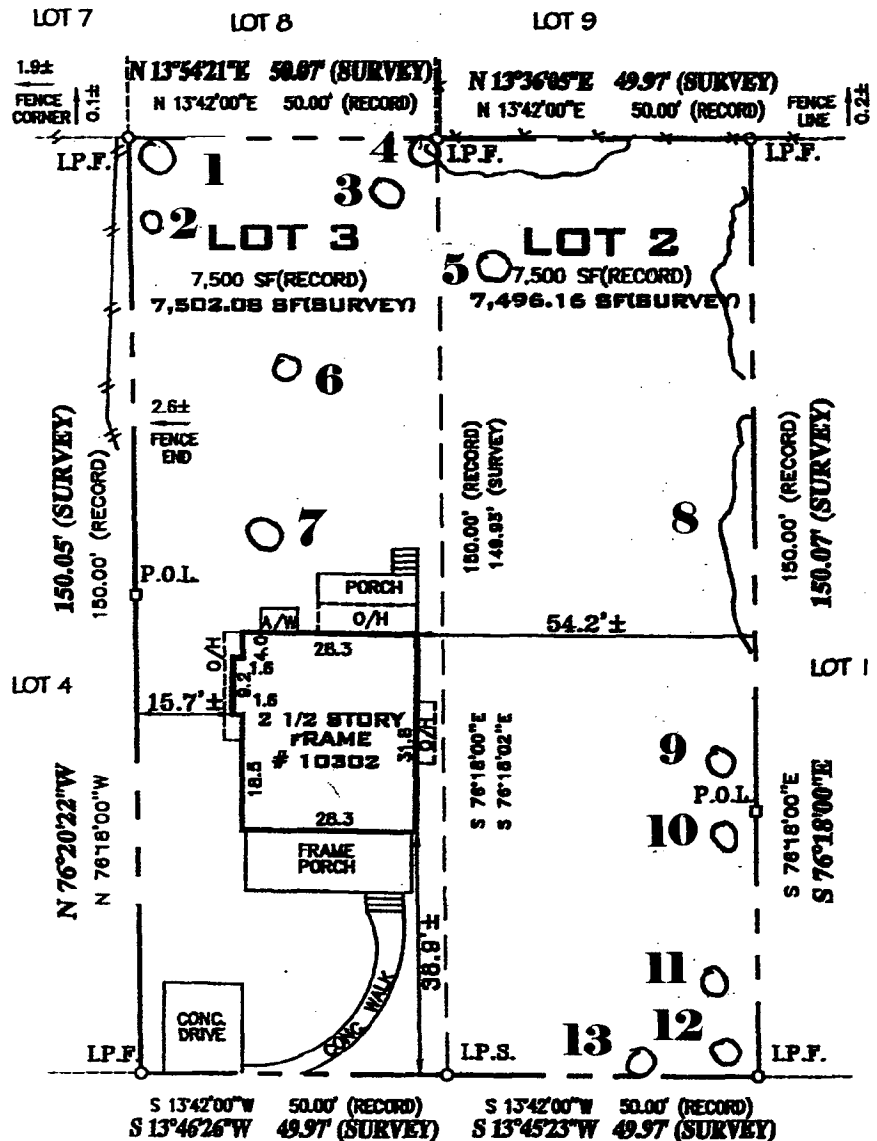 LOT 7
LOT 8
LOT 9
1.9±
FENCE
CORNER
0.1±
N 13°54'21"E 50.07' (SURVEY)
N 13°42'00"E 50.00' (RECORD)
N 13°36'05"E 49.97' (SURVEY)
N 13°42'00"E 50.00' (RECORD)
FENCE
LINE
0.2±
I.P.F.
1
4
I.P.F.
I.P.F.
3
2
LOT 3
7,500 SF(RECORD)
7,502.08 SF(SURVEY)
LOT 2
5
7,500 SF(RECORD)
7,496.16 SF(SURVEY)
6
2.6±
FENCE
END
150.05' (SURVEY)
150.00' (RECORD)
150.00' (RECORD)
149.93' (SURVEY)
8
150.00' (RECORD)
150.07' (SURVEY)
7
P.O.L.
PORCH
A/W
O/H
O/H
4.0
28.3
54.2'±
LOT 4
LOT 1
1.6
9.2
1.6
15.7'±
2 1/2 STORY
FRAME
# 10302
31.8
O/H
18.5
28.3
S 76°18'00"E
S 76°18'02"E
9
P.O.L.
10
N 76°20'22"W
N 76°18'00"W
S 76°18'00"E
S 76°18'00"E
FRAME
PORCH
38.9'±
CONC. WALK
CONC.
DRIVE
11
12
13
I.P.F.
I.P.S.
I.P.F.
S 13°42'00"W 50.00' (RECORD)
S 13°46'26"W 49.97' (SURVEY)
S 13°42'00"W 50.00' (RECORD)
S 13°45'23"W 49.97' (SURVEY)